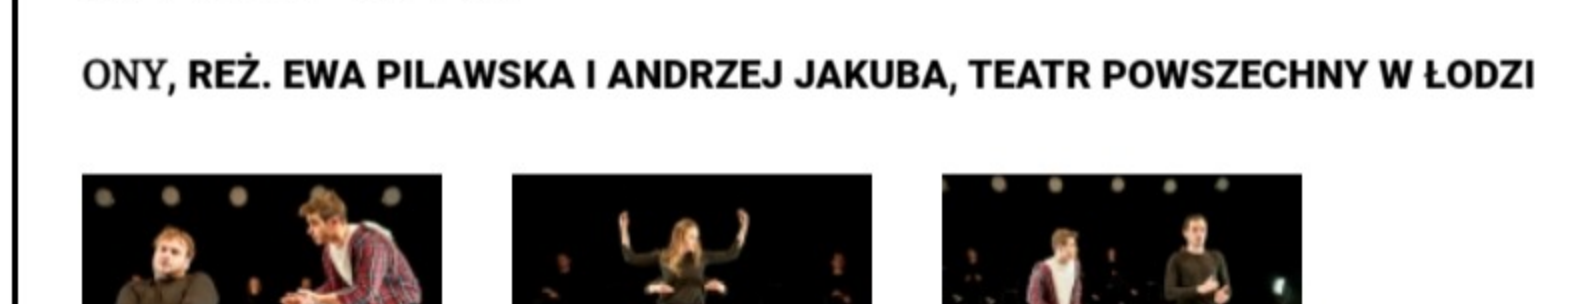 ONY, REŻ. EWA PILAWSKA I ANDRZEJ JAKUBA, TEATR POWSZECHNY W ŁODZI